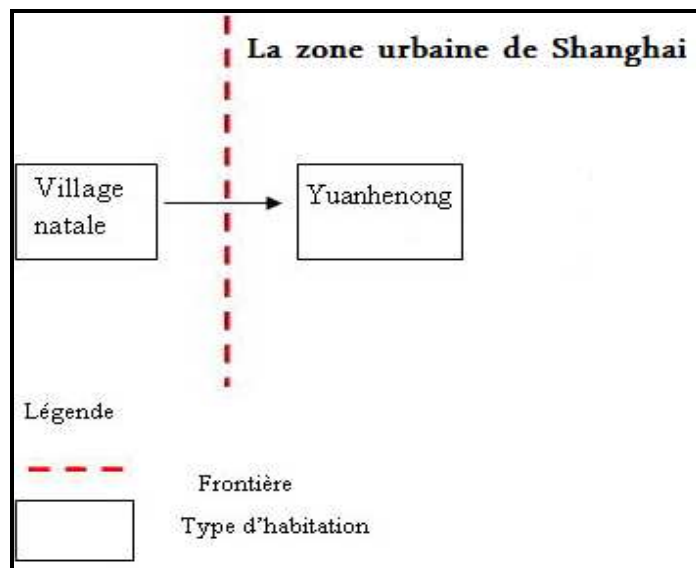 La zone urbaine de Shanghai
Village
natale
Yuanhenong
Légende
Frontière
Type d'habitation